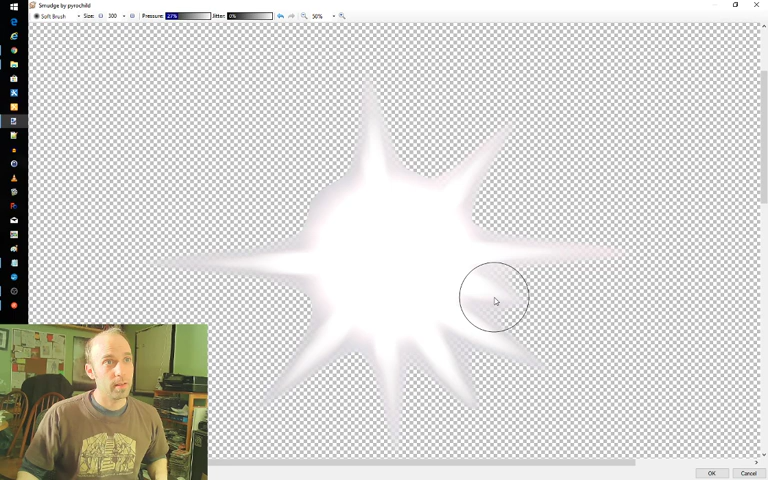 Smudge by pyrochild
Soft Brush Size: 300 Pressure: 27% Jitter: 0% 50%
OK Cancel